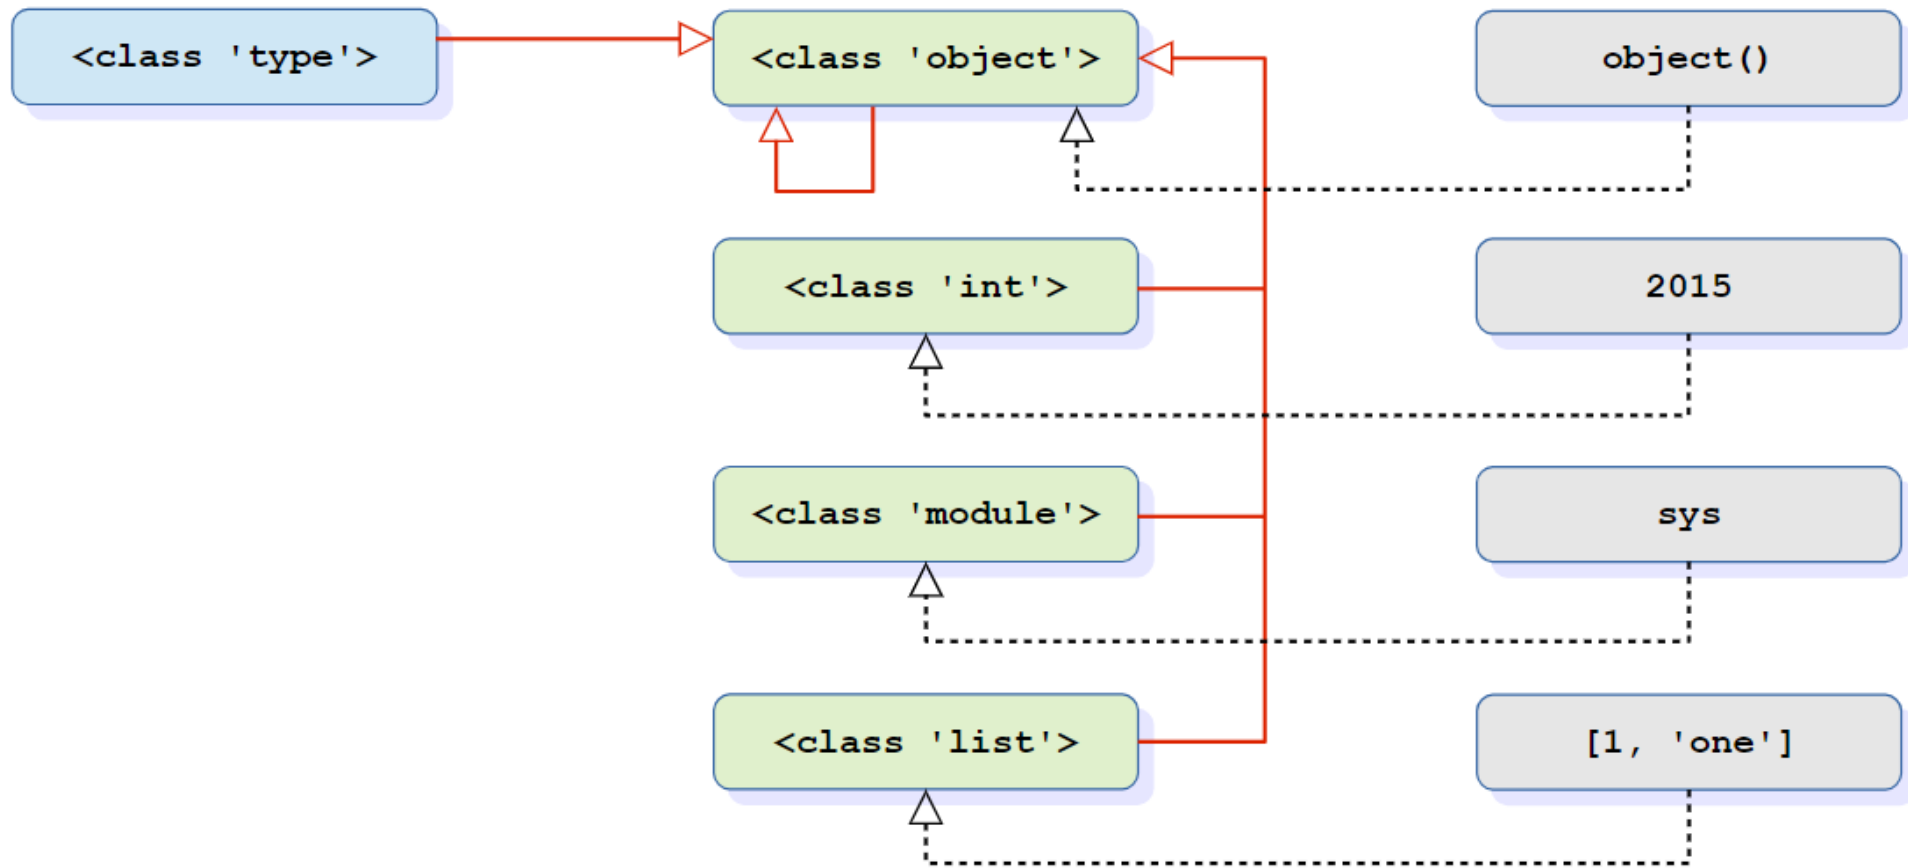 <class 'type'>
<class 'object'>
object()
<class 'int'>
2015
<class 'module'>
sys
<class 'list'>
[1, 'one']